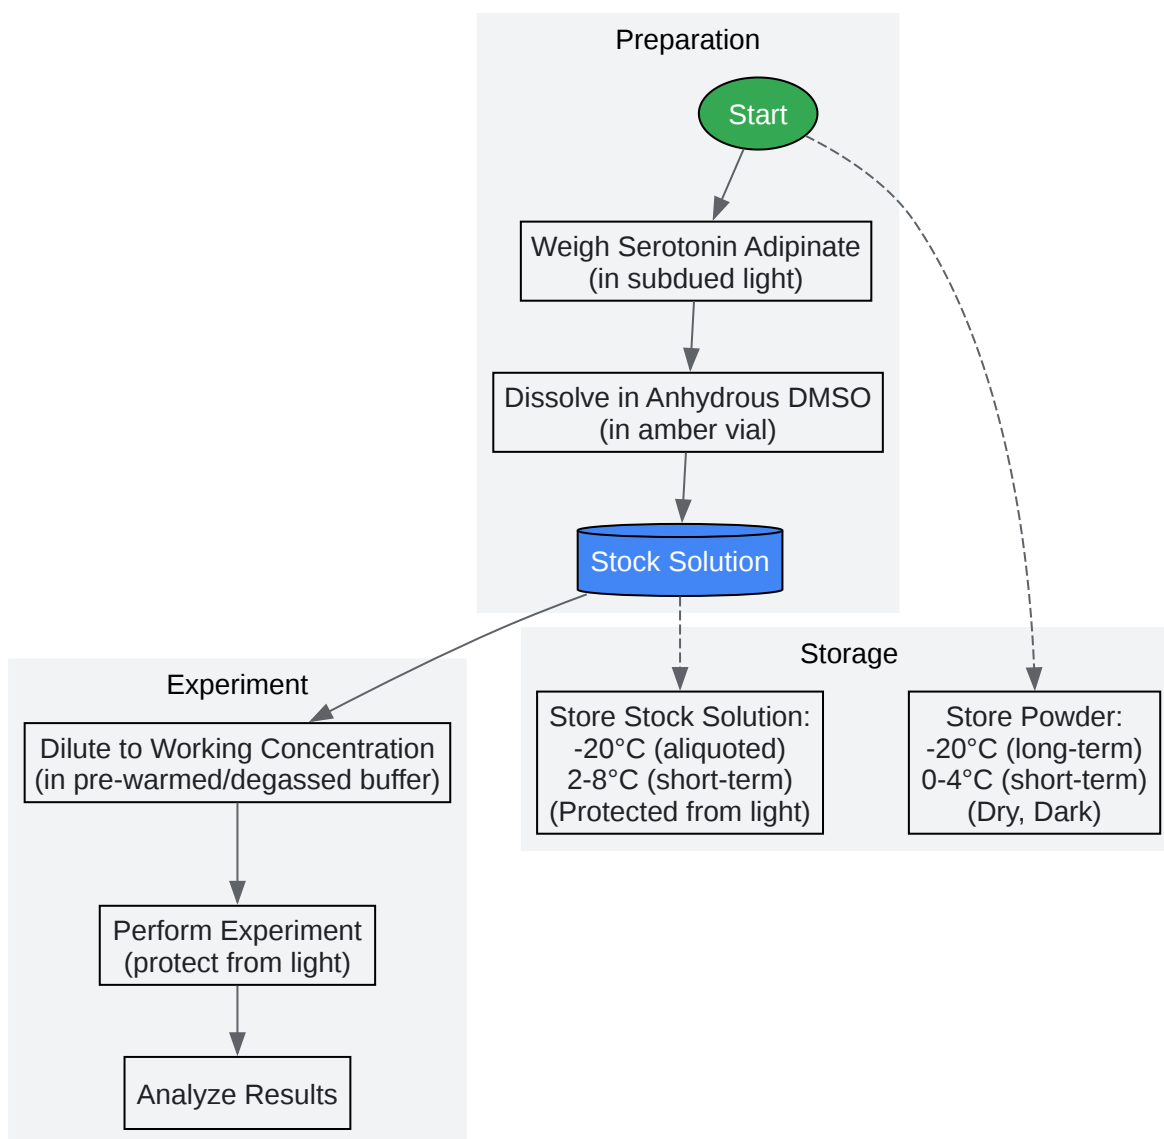 Preparation
Start
Weigh Serotonin Adipinate
(in subdued light)
Dissolve in Anhydrous DMSO
(in amber vial)
Stock Solution
Storage
Store Stock Solution:
-20°C (aliquoted)
2-8°C (short-term)
(Protected from light)
Store Powder:
-20°C (long-term)
0-4°C (short-term)
(Dry, Dark)
Experiment
Dilute to Working Concentration
(in pre-warmed/degassed buffer)
Perform Experiment
(protect from light)
Analyze Results